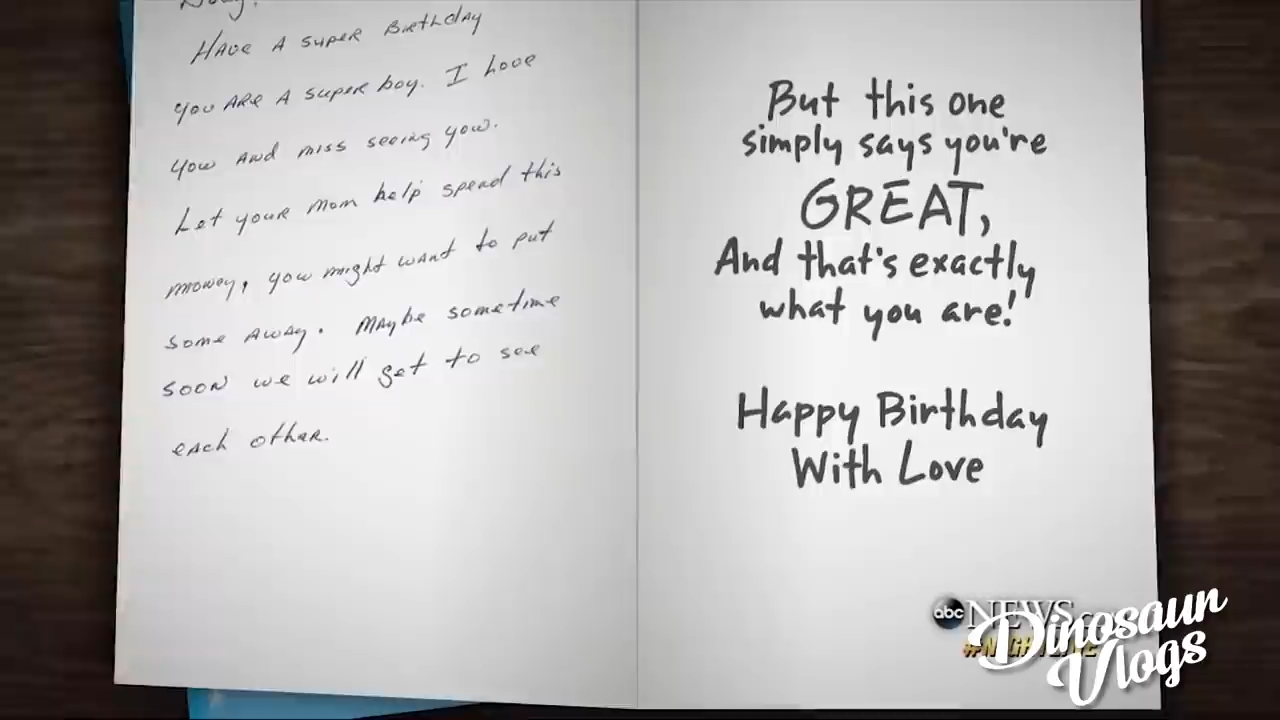 Have A super Birthday
you are A super boy. I love
you and miss seeing you.
Let your mom help spend this
money, you might want to put
some away. Maybe sometime
soon we will get to see
each other.
But this one
simply says you're
GREAT,
And that's exactly
what you are!
Happy Birthday
With Love
abc NEWS
Dinosaun
Vlogs